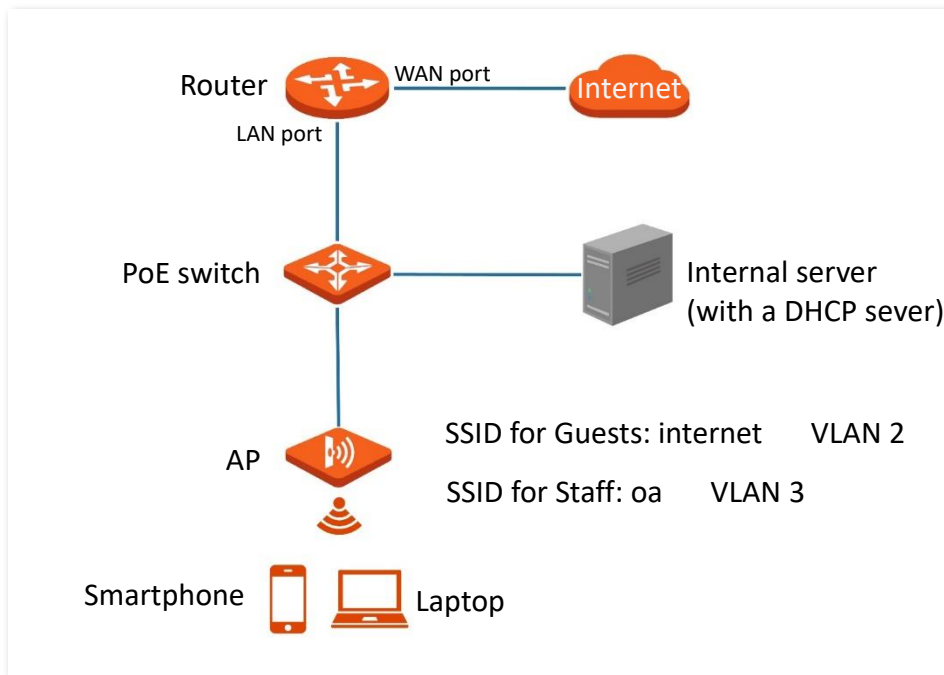 Router
WAN port
Internet
LAN port
PoE switch
Internal server
(with a DHCP sever)
AP
SSID for Guests: internet VLAN 2
SSID for Staff: oa VLAN 3
Smartphone
Laptop